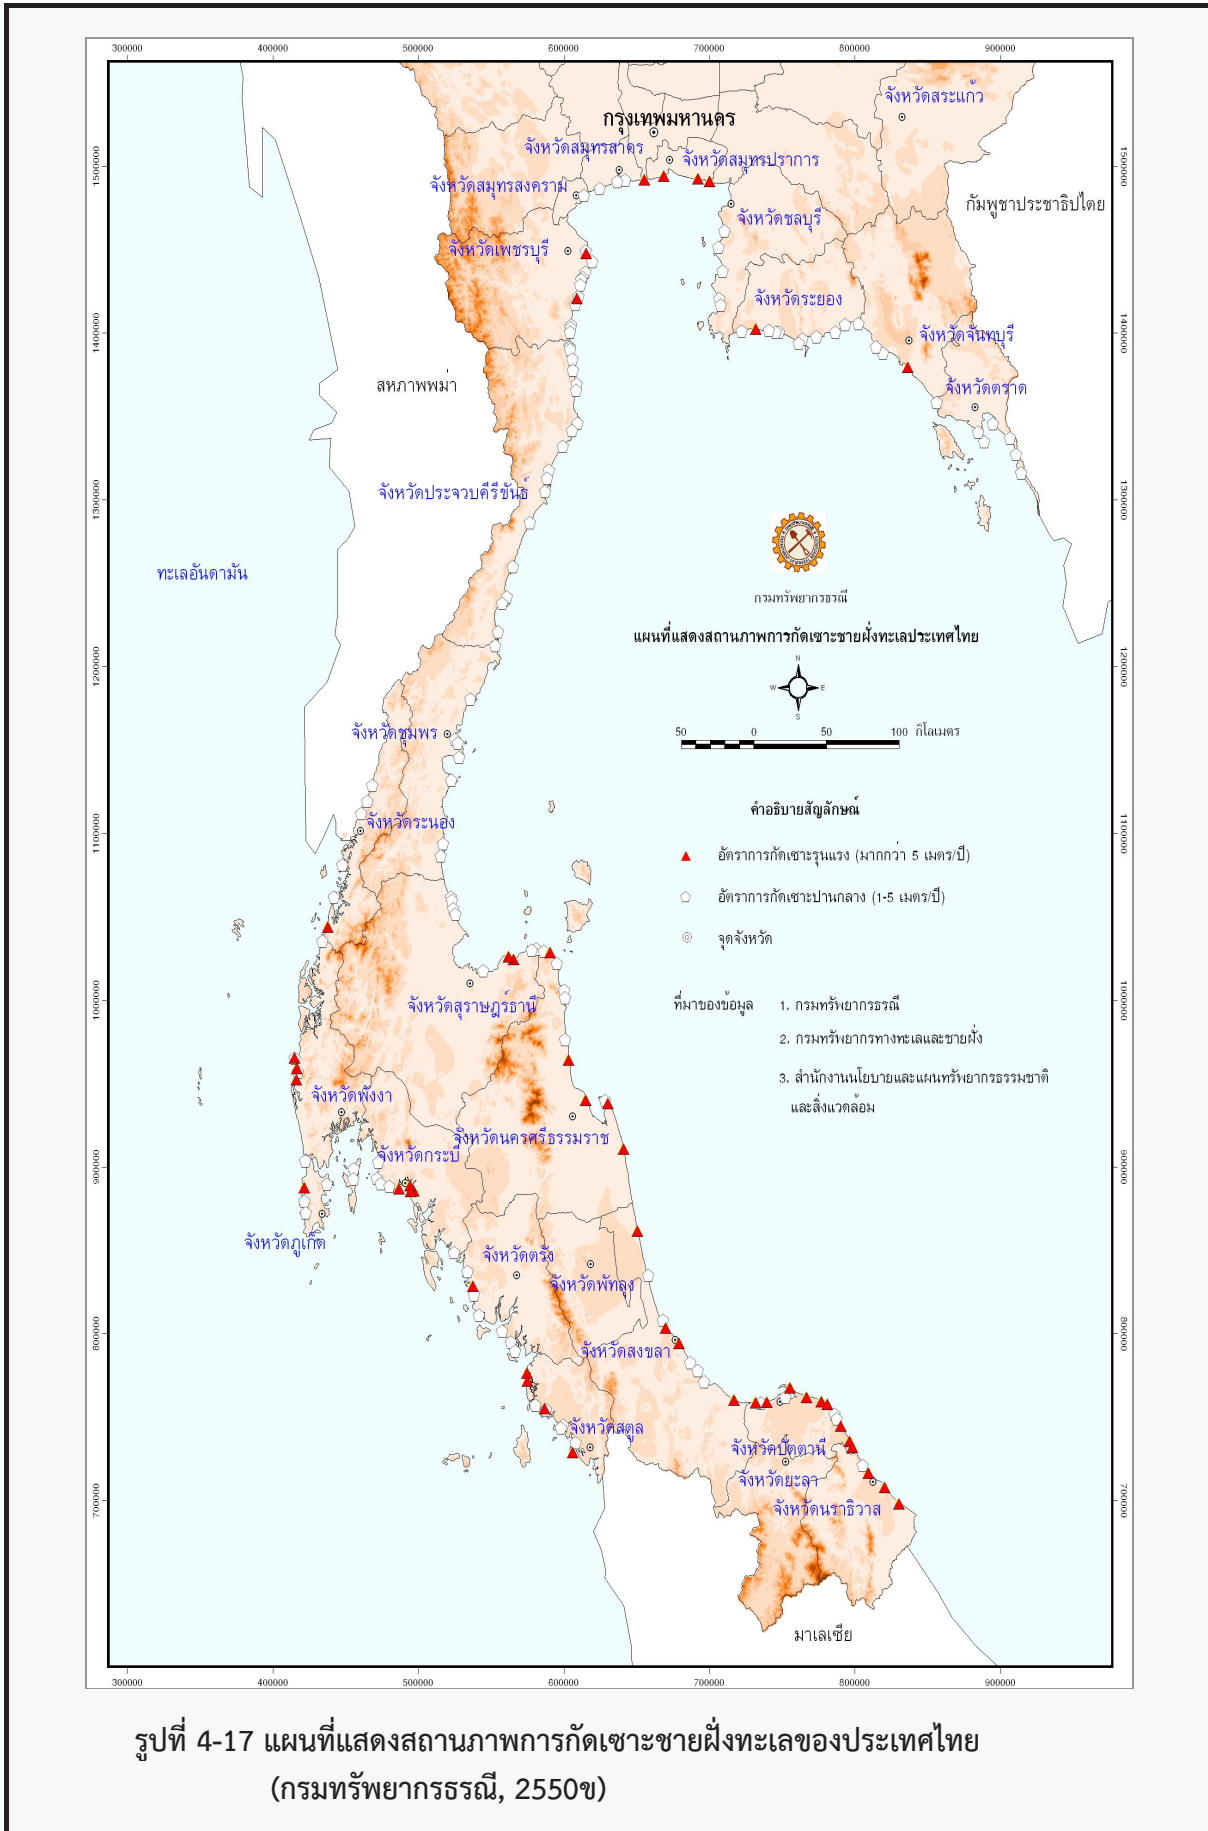 300000 400000 500000 600000 700000 800000 900000
จังหวัดสระแก้ว
กรุงเทพมหานคร
จังหวัดสมุทรสาคร
จังหวัดสมุทรปราการ
1500000 1500000
จังหวัดสมุทรสงคราม
กัมพูชาประชาธิปไตย
จังหวัดชลบุรี
จังหวัดเพชรบุรี
จังหวัดระยอง
1400000 1400000
จังหวัดจันทบุรี
สหภาพพม่า
จังหวัดตราด
จังหวัดประจวบคีรีขันธ์
1300000 1300000
ทะเลอันดามัน
กรมทรัพยากรธรณี
แผนที่แสดงสถานภาพการกัดเซาะชายฝั่งทะเลประเทศไทย
1200000 1200000
N
W E
S
จังหวัดชุมพร
50 0 50 100 กิโลเมตร
คำอธิบายสัญลักษณ์
จังหวัดระนอง
1100000 1100000
อัตราการกัดเซาะรุนแรง (มากกว่า 5 เมตร/ปี)
อัตราการกัดเซาะปานกลาง (1-5 เมตร/ปี)
จุดจังหวัด
จังหวัดสุราษฎร์ธานี
1000000 1000000
ที่มาของข้อมูล 1. กรมทรัพยากรธรณี
2. กรมทรัพยากรทางทะเลและชายฝั่ง
3. สำนักงานนโยบายและแผนทรัพยากรธรรมชาติ
และสิ่งแวดล้อม
จังหวัดพังงา
จังหวัดนครศรีธรรมราช
จังหวัดกระบี่
900000 900000
จังหวัดภูเก็ต
จังหวัดตรัง
จังหวัดพัทลุง
800000 800000
จังหวัดสงขลา
จังหวัดสตูล
จังหวัดปัตตานี
จังหวัดยะลา
700000 700000
จังหวัดนราธิวาส
มาเลเซีย
300000 400000 500000 600000 700000 800000 900000
รูปที่ 4-17 แผนที่แสดงสถานภาพการกัดเซาะชายฝั่งทะเลของประเทศไทย
(กรมทรัพยากรธรณี, 2550ข)